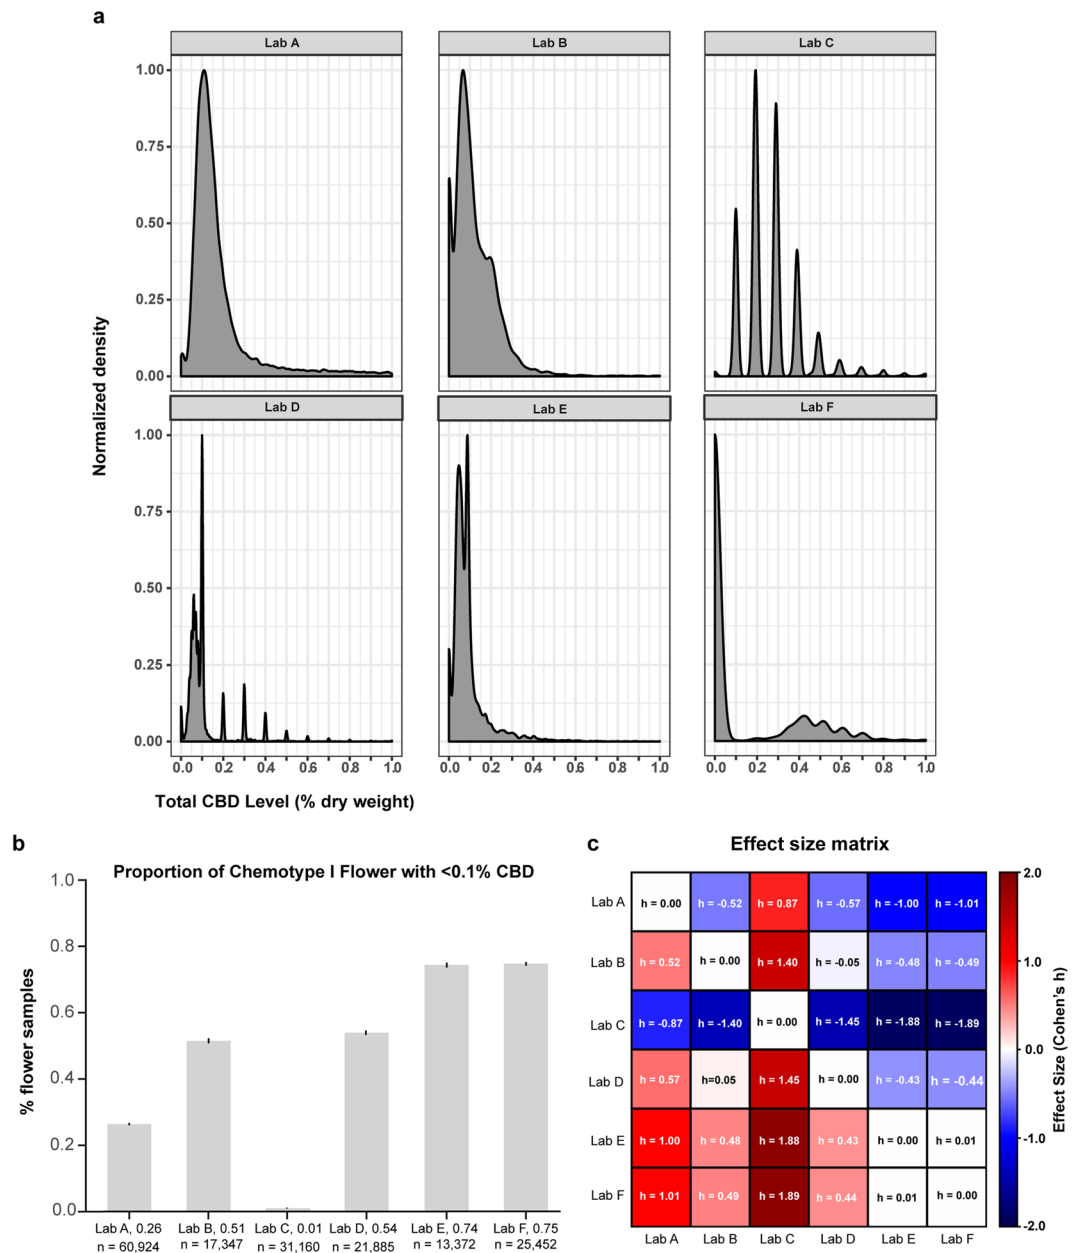 a
Lab A
Lab B
Lab C
1.00
0.75
0.50
0.25
0.00
Lab D
Lab E
Lab F
1.00
0.75
0.50
0.25
0.00
Normalized density
0.0 0.2 0.4 0.6 0.8 1.0
0.0 0.2 0.4 0.6 0.8 1.0
0.0 0.2 0.4 0.6 0.8 1.0
Total CBD Level (% dry weight)
b
Proportion of Chemotype I Flower with <0.1% CBD
1.0
0.8
0.6
0.4
0.2
0.0
% flower samples
Lab A, 0.26
n = 60,924
Lab B, 0.51
n = 17,347
Lab C, 0.01
n = 31,160
Lab D, 0.54
n = 21,885
Lab E, 0.74
n = 13,372
Lab F, 0.75
n = 25,452
c
Effect size matrix
Lab A h = 0.00 h = -0.52 h = 0.87 h = -0.57 h = -1.00 h = -1.01
Lab B h = 0.52 h = 0.00 h = 1.40 h = -0.05 h = -0.48 h = -0.49
Lab C h = -0.87 h = -1.40 h = 0.00 h = -1.45 h = -1.88 h = -1.89
Lab D h = 0.57 h=0.05 h = 1.45 h = 0.00 h = -0.43 h = -0.44
Lab E h = 1.00 h = 0.48 h = 1.88 h = 0.43 h = 0.00 h = 0.01
Lab F h = 1.01 h = 0.49 h = 1.89 h = 0.44 h = 0.01 h = 0.00
Lab A Lab B Lab C Lab D Lab E Lab F
2.0
1.0
0.0
-1.0
-2.0
Effect Size (Cohen's h)